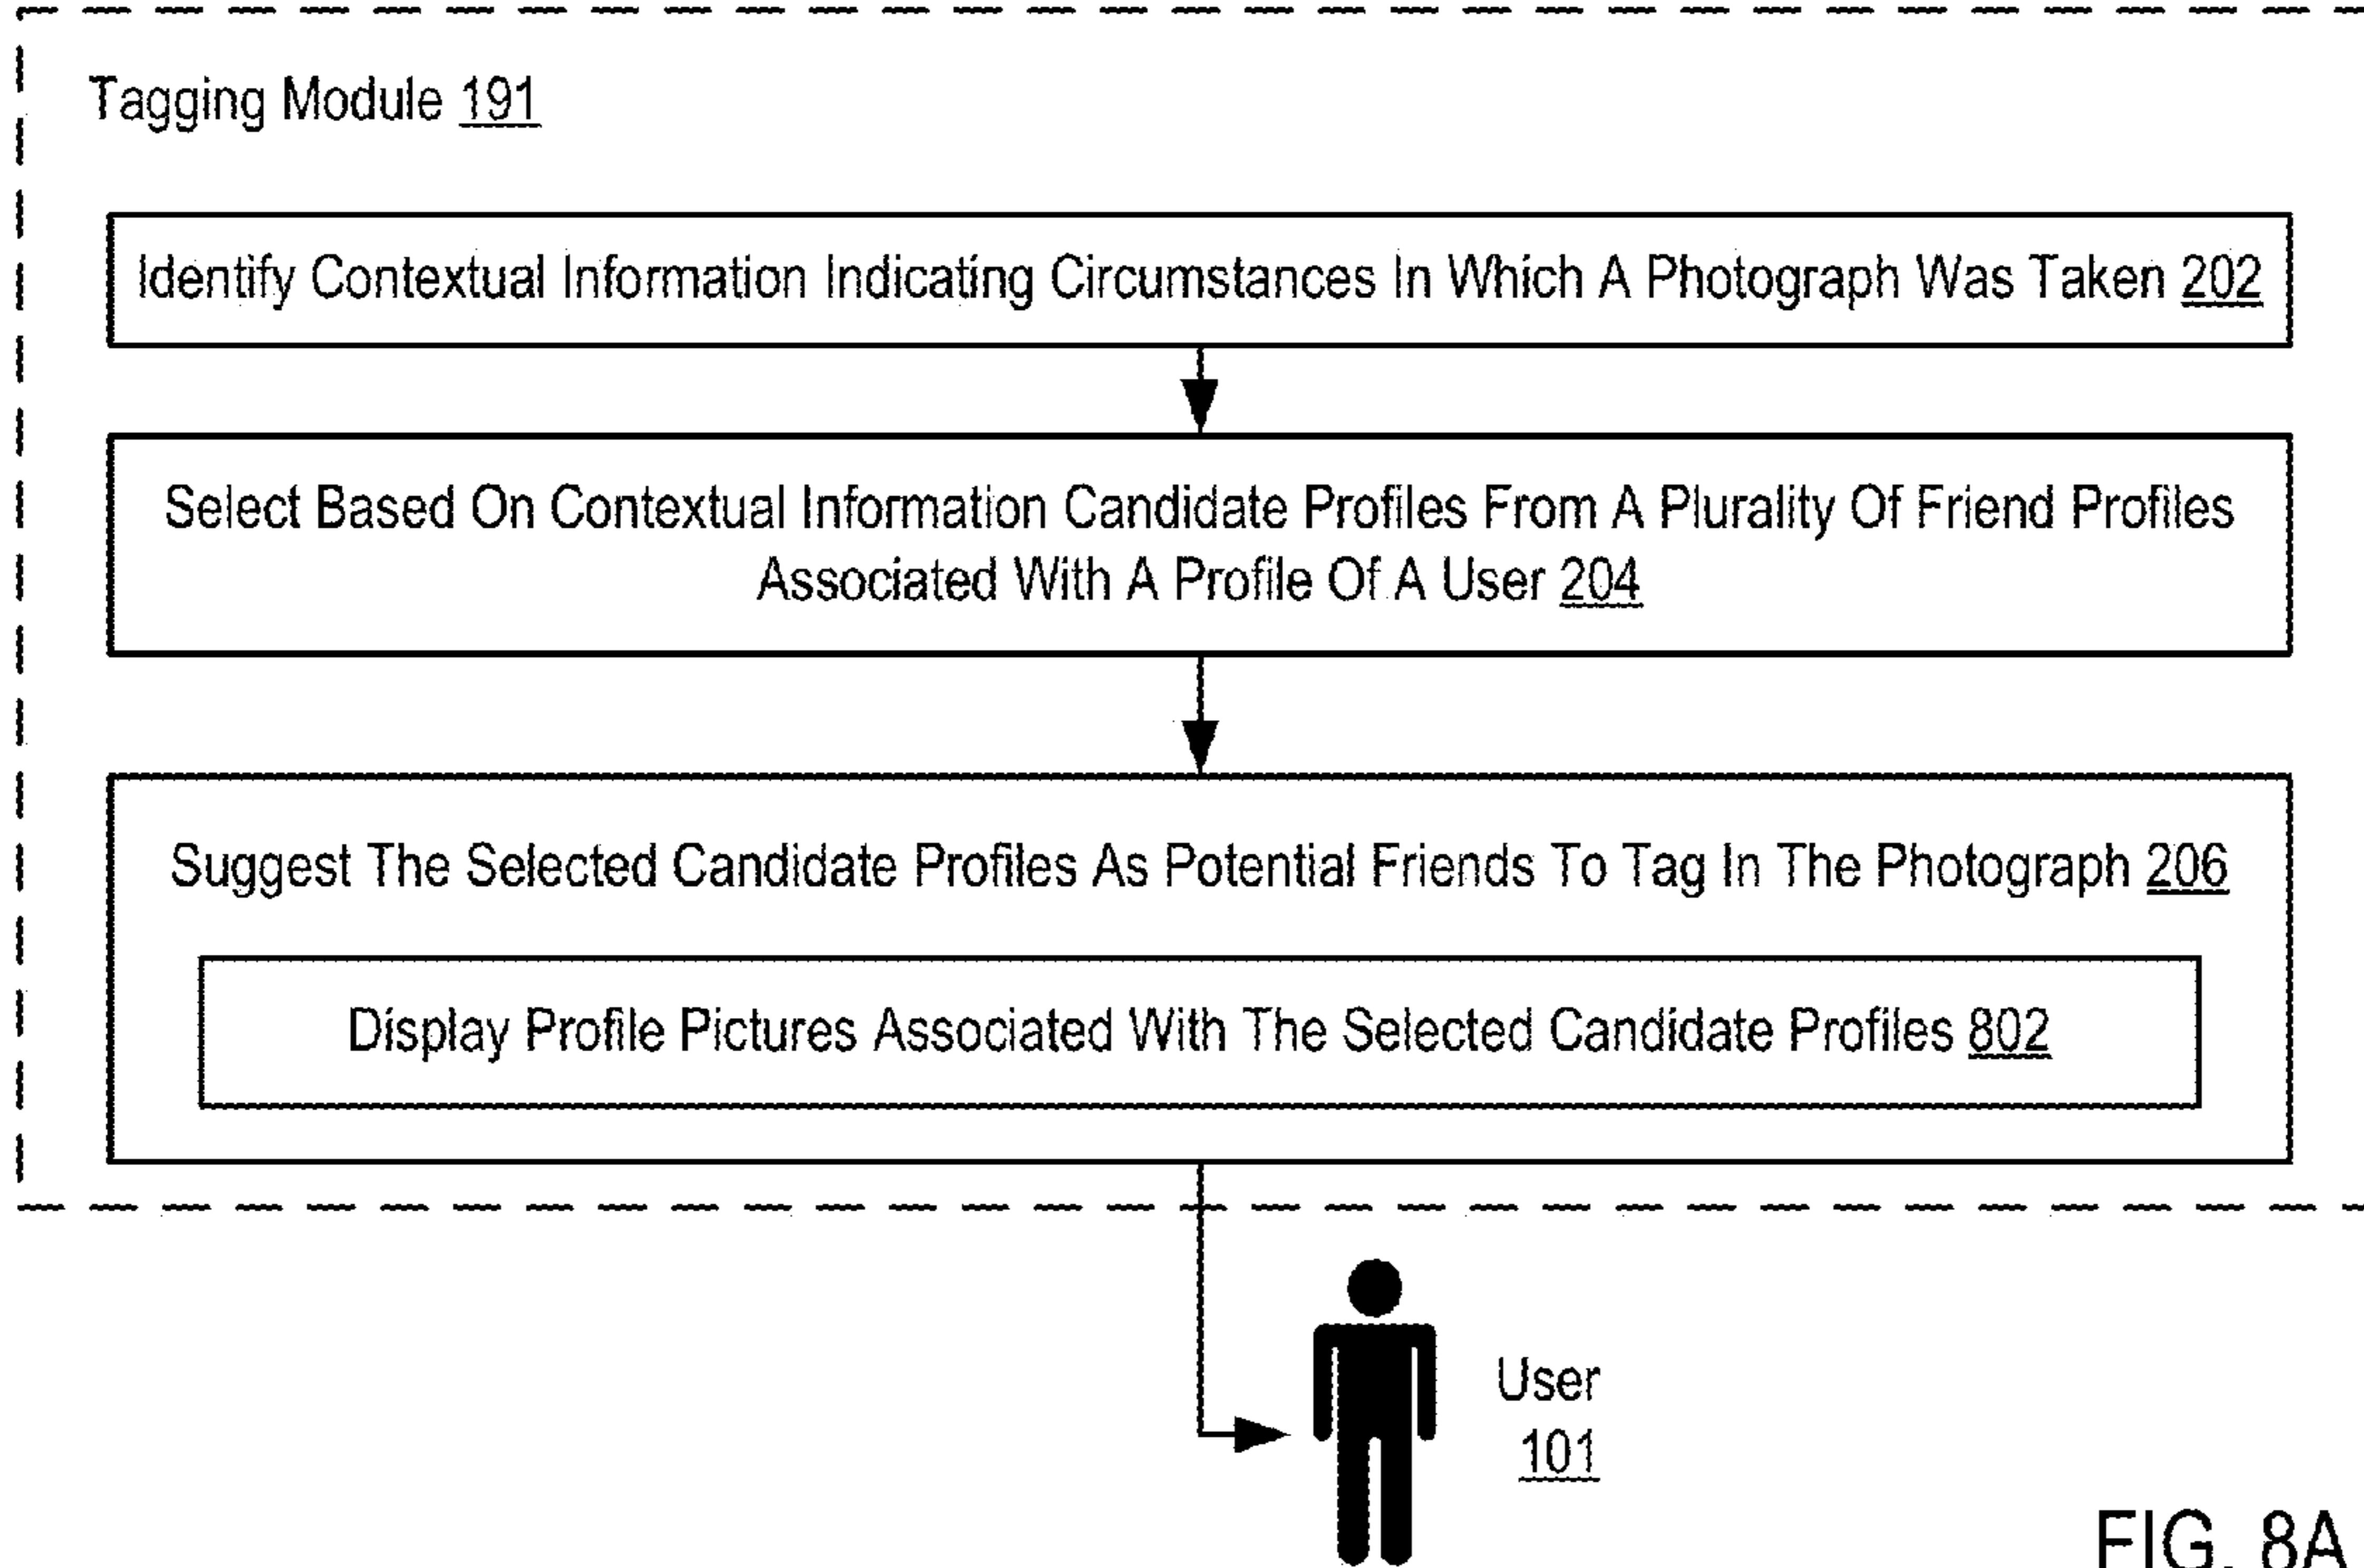 Tagging Module 191
Identify Contextual Information Indicating Circumstances In Which A Photograph Was Taken 202
Select Based On Contextual Information Candidate Profiles From A Plurality Of Friend Profiles
Associated With A Profile Of A User 204
Suggest The Selected Candidate Profiles As Potential Friends To Tag In The Photograph 206
Display Profile Pictures Associated With The Selected Candidate Profiles 802
User
101
FIG. 8A